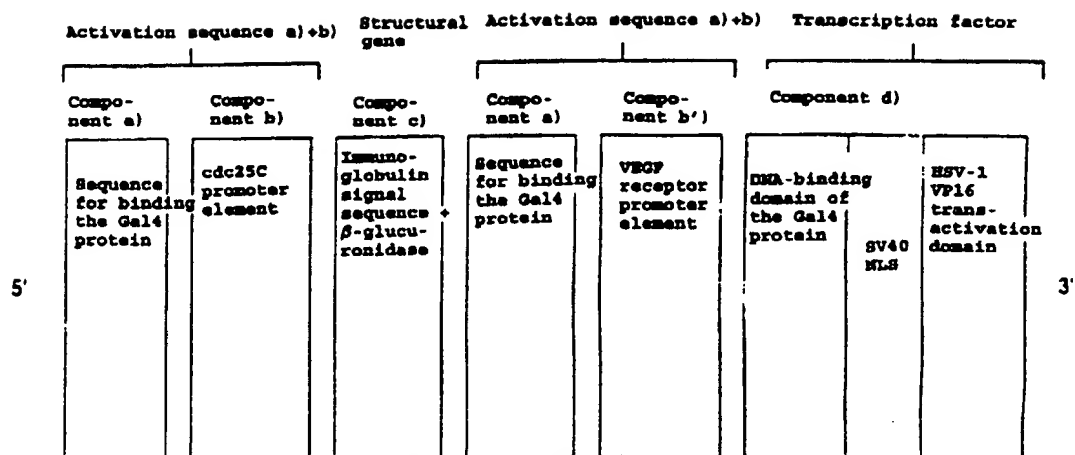 Activation sequence a)+b)
Structural
gene
Activation sequence a)+b)
Transcription factor
Compo-
nent a)
Compo-
nent b)
Compo-
nent c)
Compo-
nent a)
Compo-
nent b')
Component d)
Sequence
for binding
the Gal4
protein
cdc25C
promoter
element
Immuno-
globulin
signal
sequence +
β-glucu-
ronidase
Sequence
for binding
the Gal4
protein
VEGF
receptor
promoter
element
DNA-binding
domain of
the Gal4
protein
SV40
NLS
HSV-1
VP16
trans-
activation
domain
5'
3'